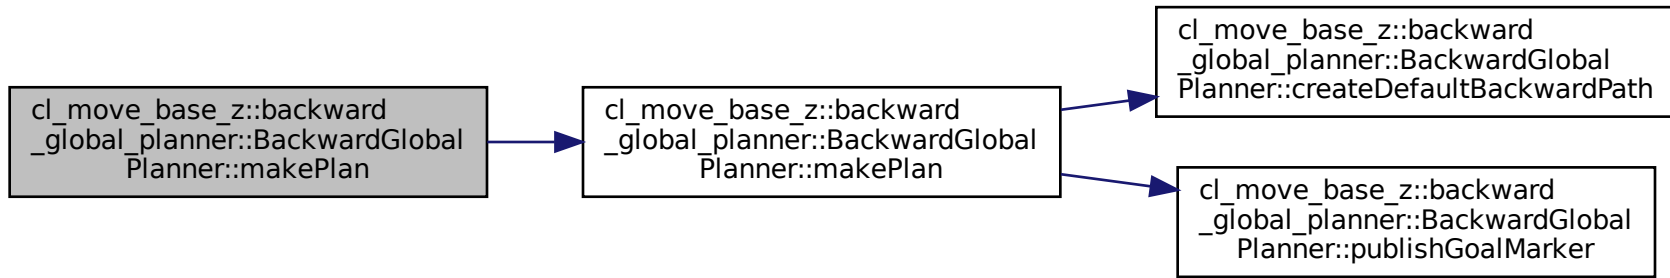 cl_move_base_z::backward
_global_planner::BackwardGlobal
Planner::makePlan
cl_move_base_z::backward
_global_planner::BackwardGlobal
Planner::makePlan
cl_move_base_z::backward
_global_planner::BackwardGlobal
Planner::createDefaultBackwardPath
cl_move_base_z::backward
_global_planner::BackwardGlobal
Planner::publishGoalMarker